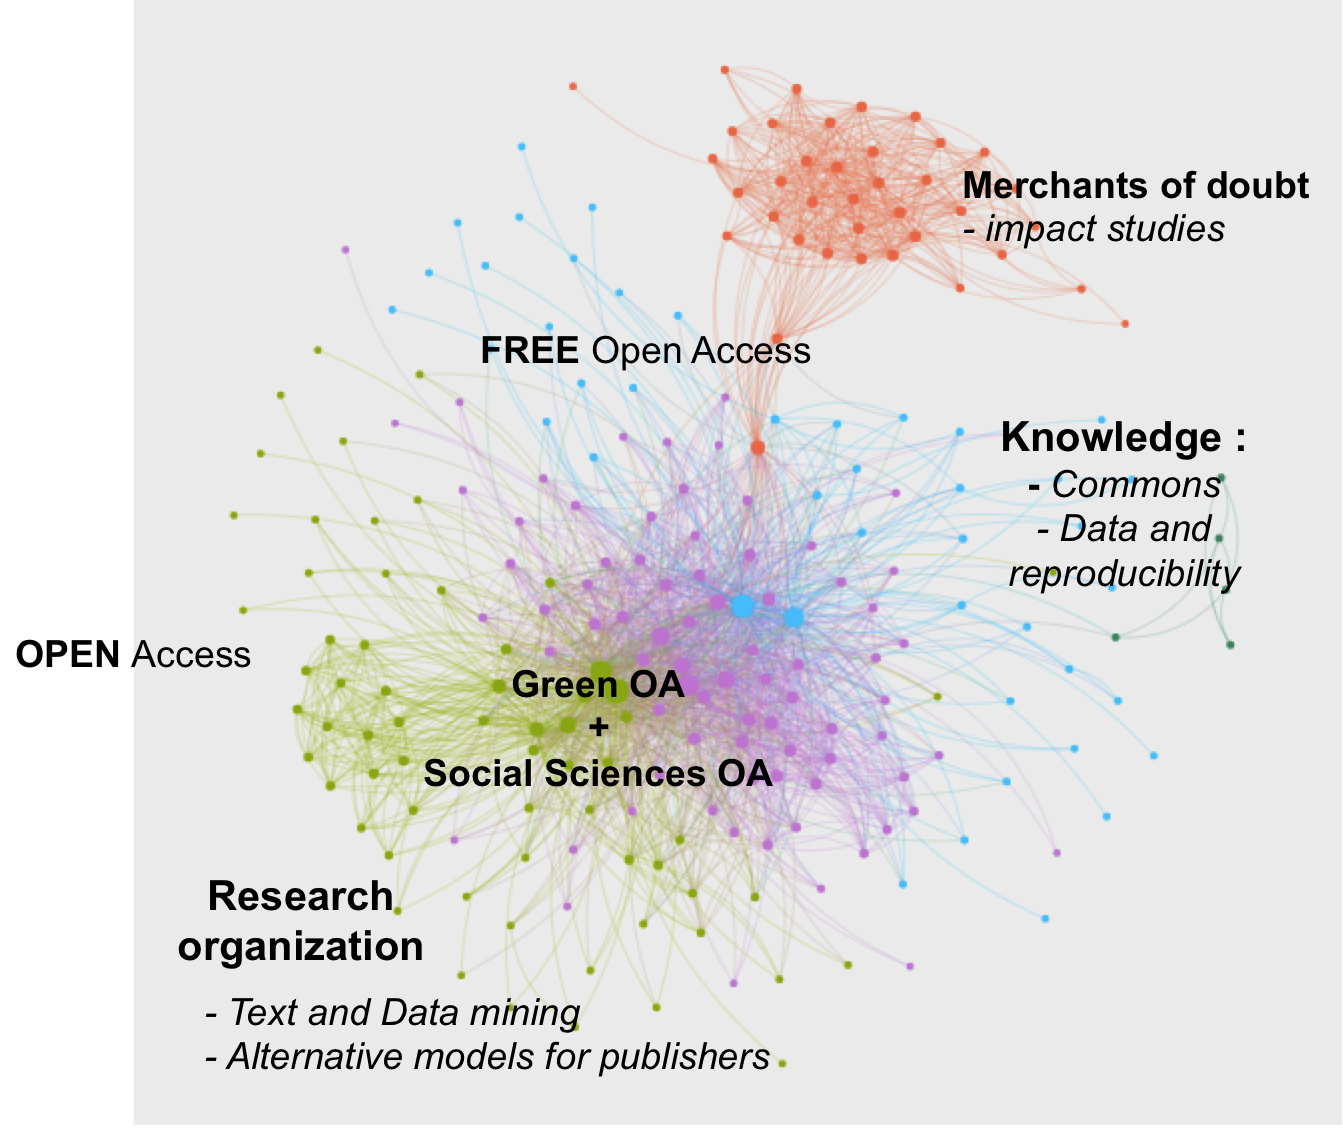 Merchants of doubt
- impact studies
FREE Open Access
Knowledge :
- Commons
- Data and
reproducibility
OPEN Access
Green OA
+
Social Sciences OA
Research
organization
- Text and Data mining
- Alternative models for publishers